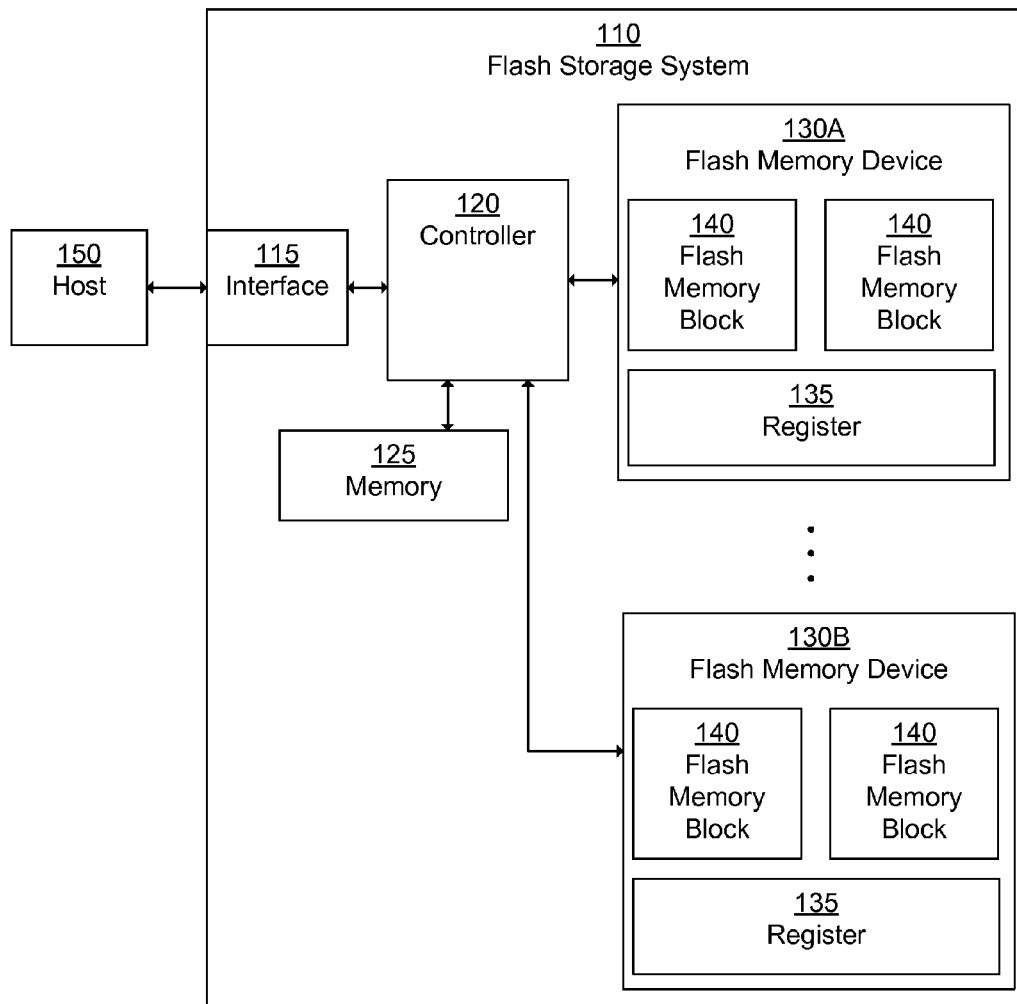 110
Flash Storage System
130A
Flash Memory Device
140
Flash
Memory
Block
140
Flash
Memory
Block
135
Register
120
Controller
150
Host
115
Interface
125
Memory
130B
Flash Memory Device
140
Flash
Memory
Block
140
Flash
Memory
Block
135
Register